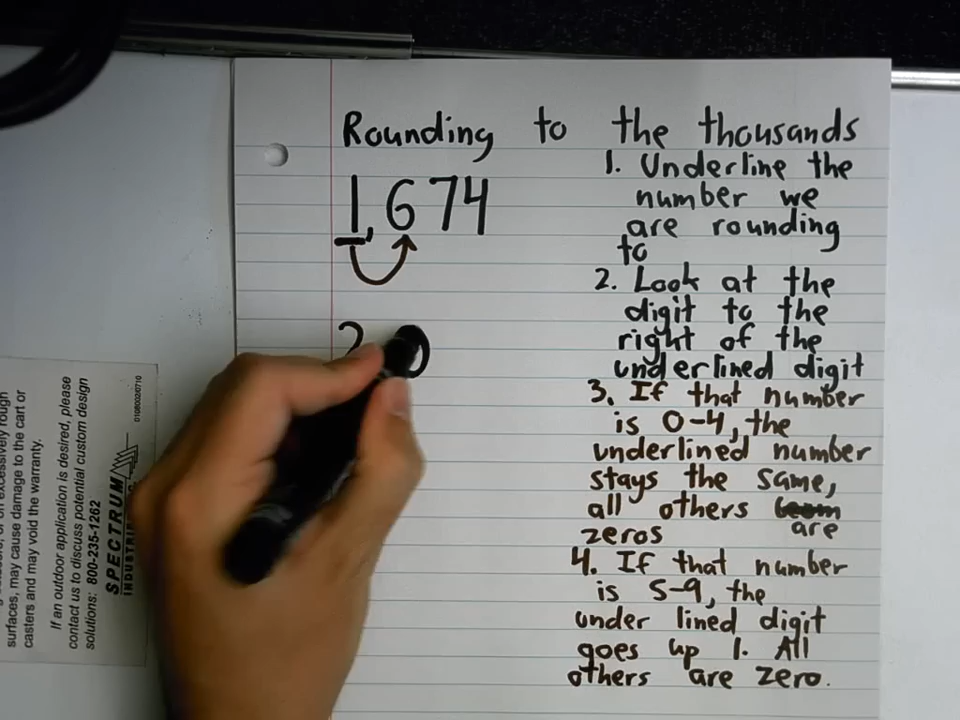 Rounding to the thousands
1,674
2 0
1. Underline the
number we
are rounding
to
2. Look at the
digit to the
right of the
underlined digit
3. If that number
is 0-4, the
underlined number
stays the same,
all others
are
zeros
4. If that number
is 5-9, the
under lined digit
goes up 1. All
others are zero.
surfaces, may cause damage to the cart or
casters and may void the warranty.
If an outdoor application is desired, please
contact us to discuss potential custom design
solutions: 800-235-1262
SPECTRUM
INDUSTRI